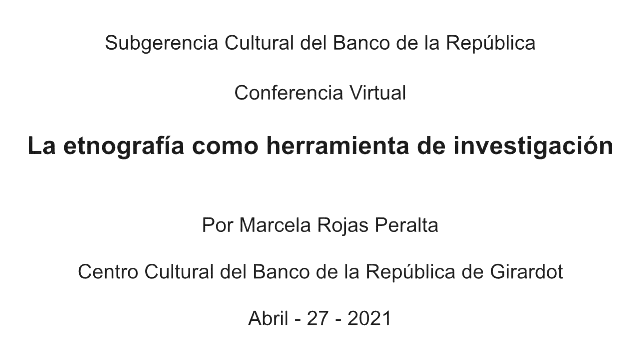 Subgerencia Cultural del Banco de la República
Conferencia Virtual
La etnografía como herramienta de investigación
Por Marcela Rojas Peralta
Centro Cultural del Banco de la República de Girardot
Abril - 27 - 2021